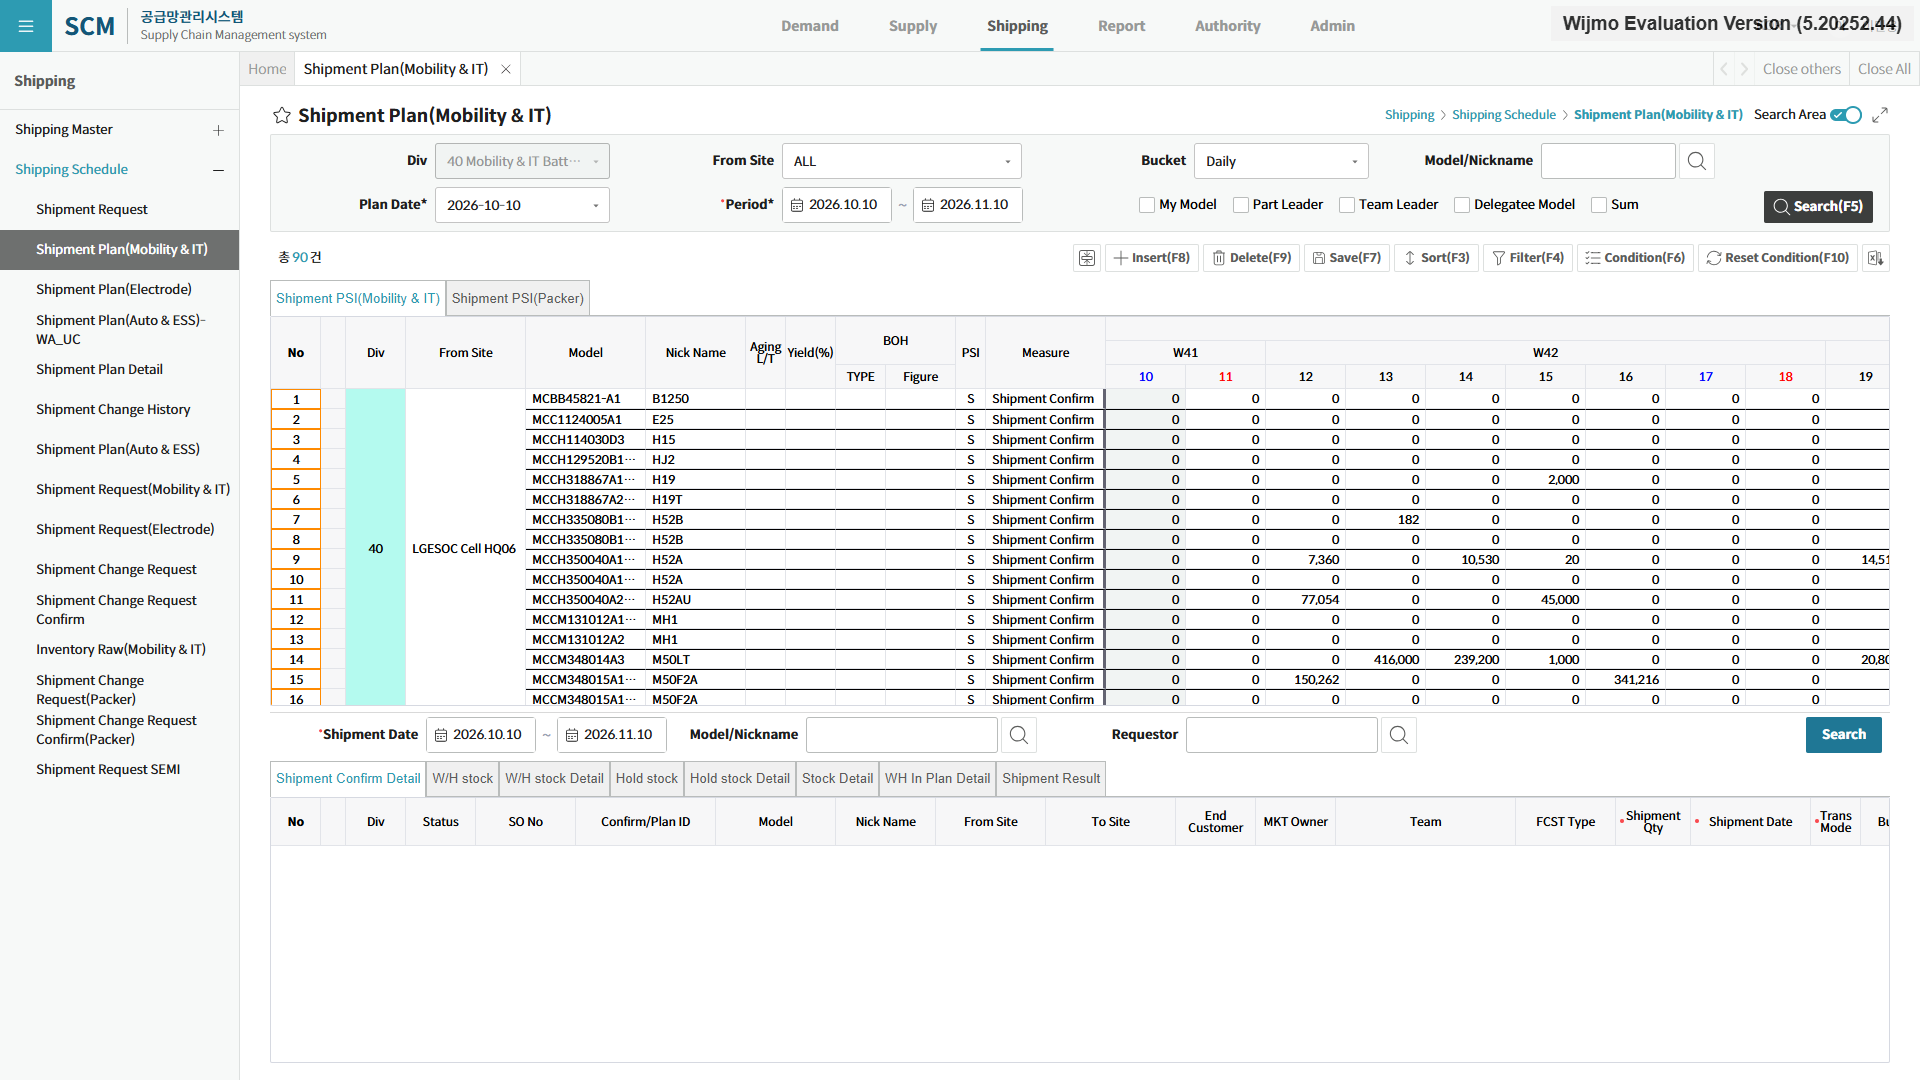 SCM
공급망관리시스템
Supply Chain Management system
Demand
Supply
Shipping
Report
Authority
Admin
Wijmo Evaluation Version (5.20252.44)
Shipping
Home
Shipment Plan(Mobility & IT)
Close others
Close All
Shipping Master
Shipping Schedule
Shipment Request
Shipment Plan(Mobility & IT)
Shipment Plan(Electrode)
Shipment Plan(Auto & ESS)-
WA_UC
Shipment Plan Detail
Shipment Change History
Shipment Plan(Auto & ESS)
Shipment Request(Mobility & IT)
Shipment Request(Electrode)
Shipment Change Request
Shipment Change Request
Confirm
Inventory Raw(Mobility & IT)
Shipment Change
Request(Packer)
Shipment Change Request
Confirm(Packer)
Shipment Request SEMI
Shipment Plan(Mobility & IT)
Shipping > Shipping Schedule > Shipment Plan(Mobility & IT)
Search Area
Div 40 Mobility & IT Batt···
From Site ALL
Bucket Daily
Model/Nickname
Plan Date* 2026-10-10
*Period* 2026.10.10 ~ 2026.11.10
My Model
Part Leader
Team Leader
Delegatee Model
Sum
Search(F5)
총 90 건
Insert(F8)
Delete(F9)
Save(F7)
Sort(F3)
Filter(F4)
Condition(F6)
Reset Condition(F10)
Shipment PSI(Mobility & IT)
Shipment PSI(Packer)
No Div From Site Model Nick Name Aging L/T Yield(%) BOH TYPE Figure PSI Measure
W41 W42
10 11 12 13 14 15 16 17 18 19
40
LGESOC Cell HQ06
1 MCBB45821-A1 B1250 S Shipment Confirm 0 0 0 0 0 0 0 0 0
2 MCC1124005A1 E25 S Shipment Confirm 0 0 0 0 0 0 0 0 0
3 MCCH114030D3 H15 S Shipment Confirm 0 0 0 0 0 0 0 0 0
4 MCCH129520B1··· HJ2 S Shipment Confirm 0 0 0 0 0 0 0 0 0
5 MCCH318867A1··· H19 S Shipment Confirm 0 0 0 0 0 2,000 0 0 0
6 MCCH318867A2··· H19T S Shipment Confirm 0 0 0 0 0 0 0 0 0
7 MCCH335080B1··· H52B S Shipment Confirm 0 0 0 182 0 0 0 0 0
8 MCCH335080B1··· H52B S Shipment Confirm 0 0 0 0 0 0 0 0 0
9 MCCH350040A1··· H52A S Shipment Confirm 0 0 7,360 0 10,530 20 0 0 0 14,51
10 MCCH350040A1··· H52A S Shipment Confirm 0 0 0 0 0 0 0 0 0
11 MCCH350040A2··· H52AU S Shipment Confirm 0 0 77,054 0 0 45,000 0 0 0
12 MCCM131012A1··· MH1 S Shipment Confirm 0 0 0 0 0 0 0 0 0
13 MCCM131012A2 MH1 S Shipment Confirm 0 0 0 0 0 0 0 0 0
14 MCCM348014A3 M50LT S Shipment Confirm 0 0 0 416,000 239,200 1,000 0 0 0 20,80
15 MCCM348015A1··· M50F2A S Shipment Confirm 0 0 150,262 0 0 0 341,216 0 0
16 MCCM348015A1··· M50F2A S Shipment Confirm 0 0 0 0 0 0 0 0 0
*Shipment Date 2026.10.10 ~ 2026.11.10
Model/Nickname
Requestor
Search
Shipment Confirm Detail
W/H stock
W/H stock Detail
Hold stock
Hold stock Detail
Stock Detail
WH In Plan Detail
Shipment Result
No Div Status SO No Confirm/Plan ID Model Nick Name From Site To Site End Customer MKT Owner Team FCST Type Shipment Qty Shipment Date Trans Mode Bu